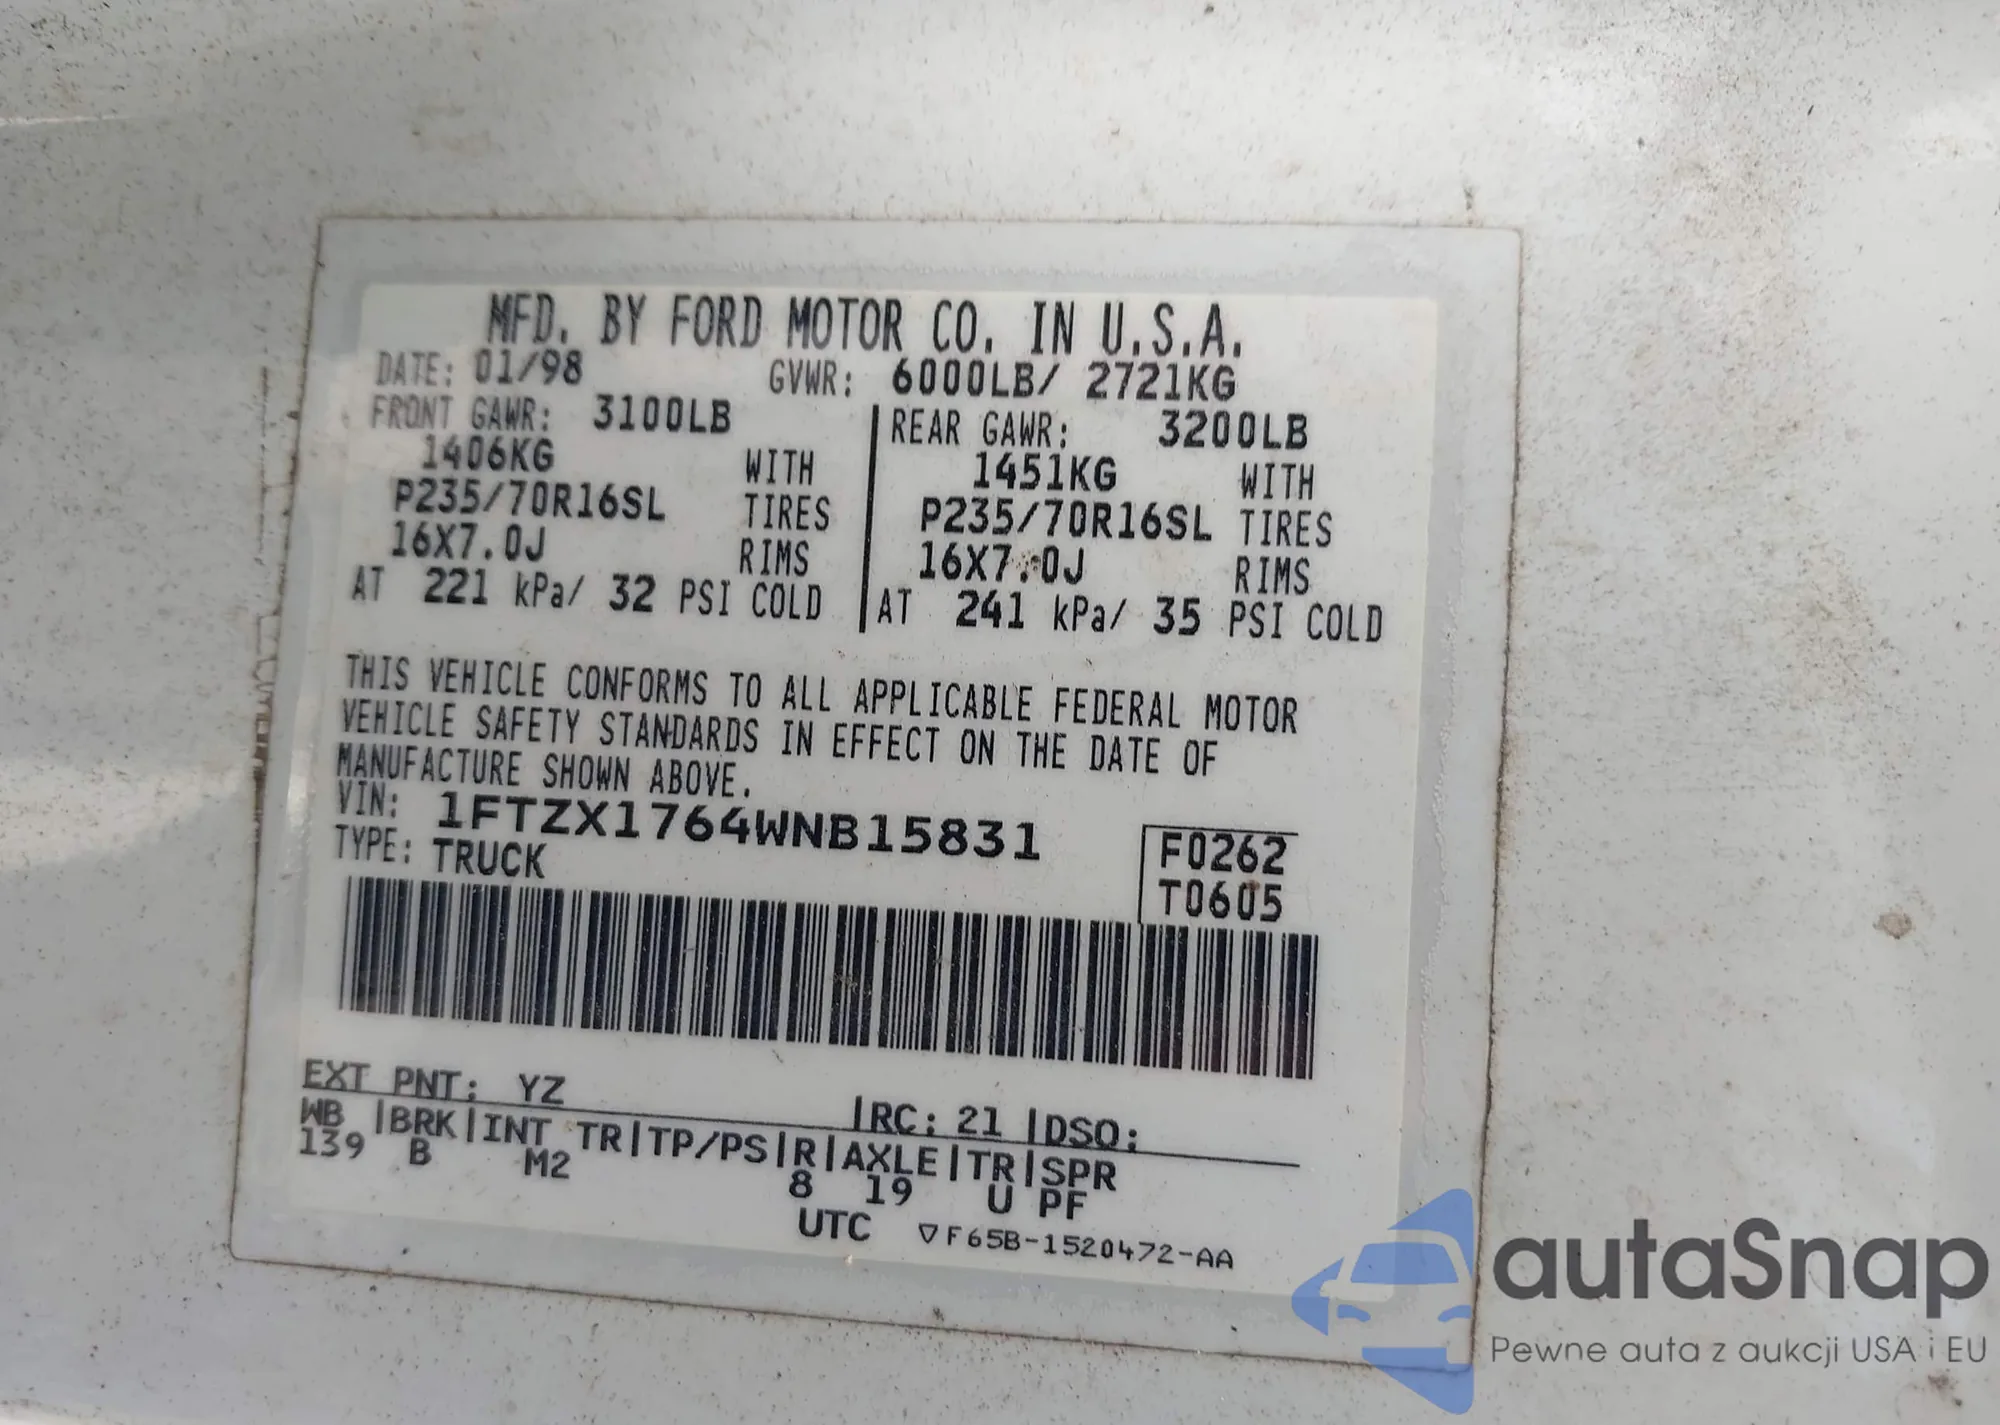 MFD. BY FORD MOTOR CO. IN U.S.A.
DATE: 01/98 GVWR: 6000LB/ 2721KG
FRONT GAWR: 3100LB REAR GAWR: 3200LB
1406KG WITH 1451KG WITH
P235/70R16SL TIRES P235/70R16SL TIRES
16X7.0J RIMS 16X7.0J RIMS
AT 221 kPa/ 32 PSI COLD AT 241 kPa/ 35 PSI COLD
THIS VEHICLE CONFORMS TO ALL APPLICABLE FEDERAL MOTOR
VEHICLE SAFETY STANDARDS IN EFFECT ON THE DATE OF
MANUFACTURE SHOWN ABOVE.
VIN: 1FTZX1764WNB15831
TYPE: TRUCK
F0262
T0605
EXT PNT: YZ RC: 21 DSO:
WB |BRK|INT TR|TP/PS|R|AXLE|TR|SPR
139 B M2 8 19 U PF
UTC ▽F65B-1520472-AA
autaSnap
Pewne auta z aukcji USA i EU